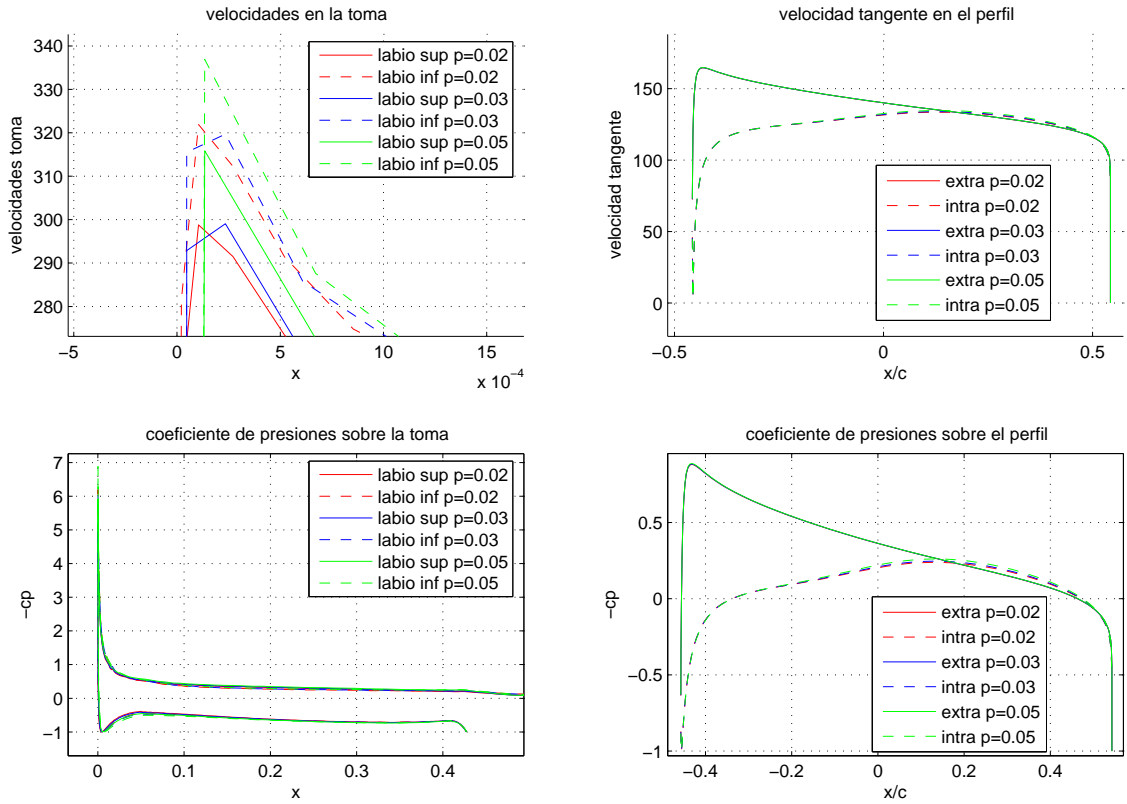 velocidades en la toma
velocidades toma
340
330
320
310
300
290
280
−5
0
5
10
15
x 10⁻⁴
x
labio sup p=0.02
labio inf p=0.02
labio sup p=0.03
labio inf p=0.03
labio sup p=0.05
labio inf p=0.05
velocidad tangente en el perfil
velocidad tangente
150
100
50
0
−0.5
0
0.5
x/c
extra p=0.02
intra p=0.02
extra p=0.03
intra p=0.03
extra p=0.05
intra p=0.05
coeficiente de presiones sobre la toma
−cp
7
6
5
4
3
2
1
0
−1
0
0.1
0.2
0.3
0.4
x
labio sup p=0.02
labio inf p=0.02
labio sup p=0.03
labio inf p=0.03
labio sup p=0.05
labio inf p=0.05
coeficiente de presiones sobre el perfil
−cp
0.5
0
−0.5
−1
−0.4
−0.2
0
0.2
0.4
x/c
extra p=0.02
intra p=0.02
extra p=0.03
intra p=0.03
extra p=0.05
intra p=0.05